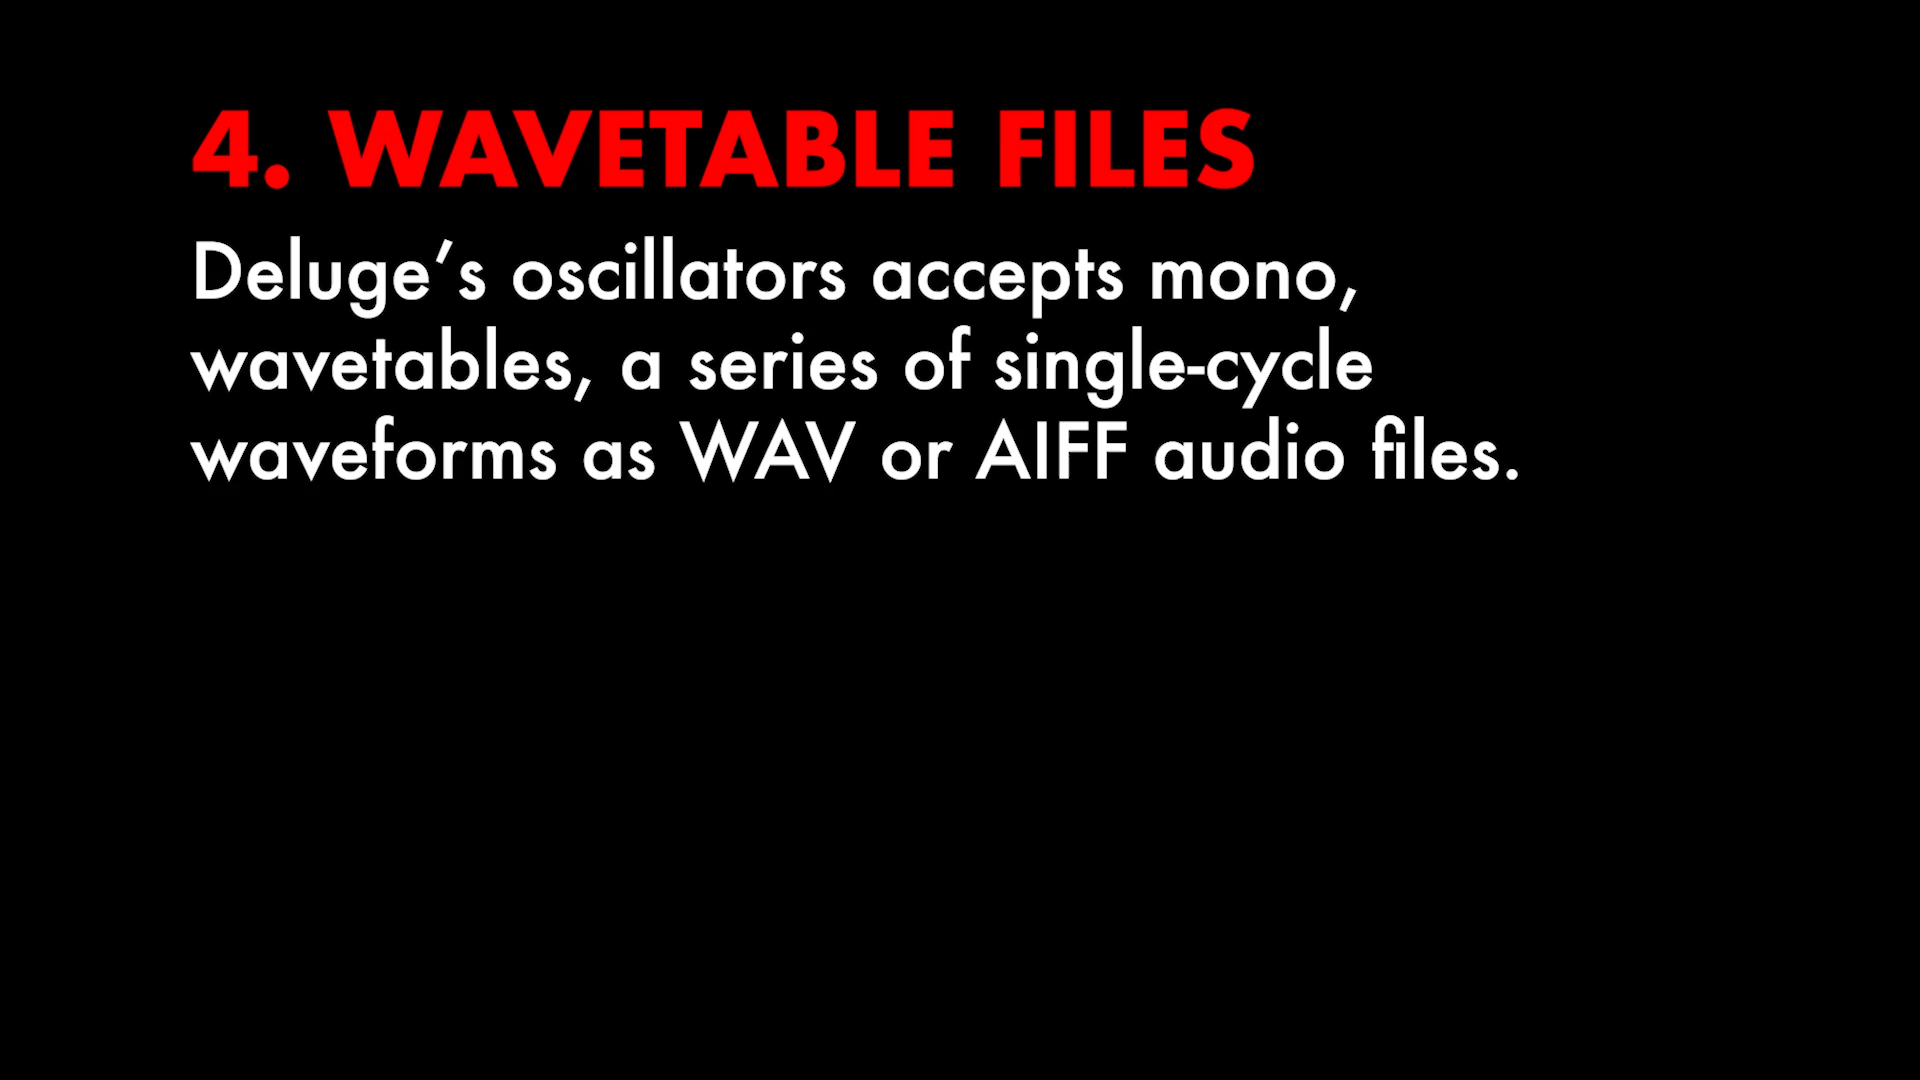 4. WAVETABLE FILES
Deluge’s oscillators accepts mono,
wavetables, a series of single-cycle
waveforms as WAV or AIFF audio files.